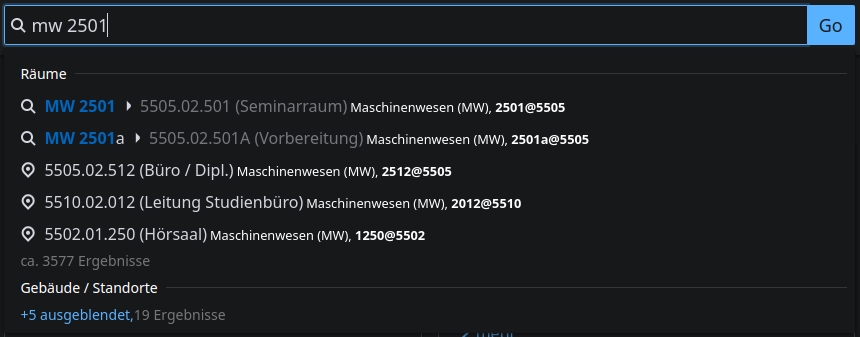 mw 2501 Go
Räume
MW 2501 5505.02.501 (Seminarraum) Maschinenwesen (MW), 2501@5505
MW 2501a 5505.02.501A (Vorbereitung) Maschinenwesen (MW), 2501a@5505
5505.02.512 (Büro / Dipl.) Maschinenwesen (MW), 2512@5505
5510.02.012 (Leitung Studienbüro) Maschinenwesen (MW), 2012@5510
5502.01.250 (Hörsaal) Maschinenwesen (MW), 1250@5502
ca. 3577 Ergebnisse
Gebäude / Standorte
+5 ausgeblendet,19 Ergebnisse